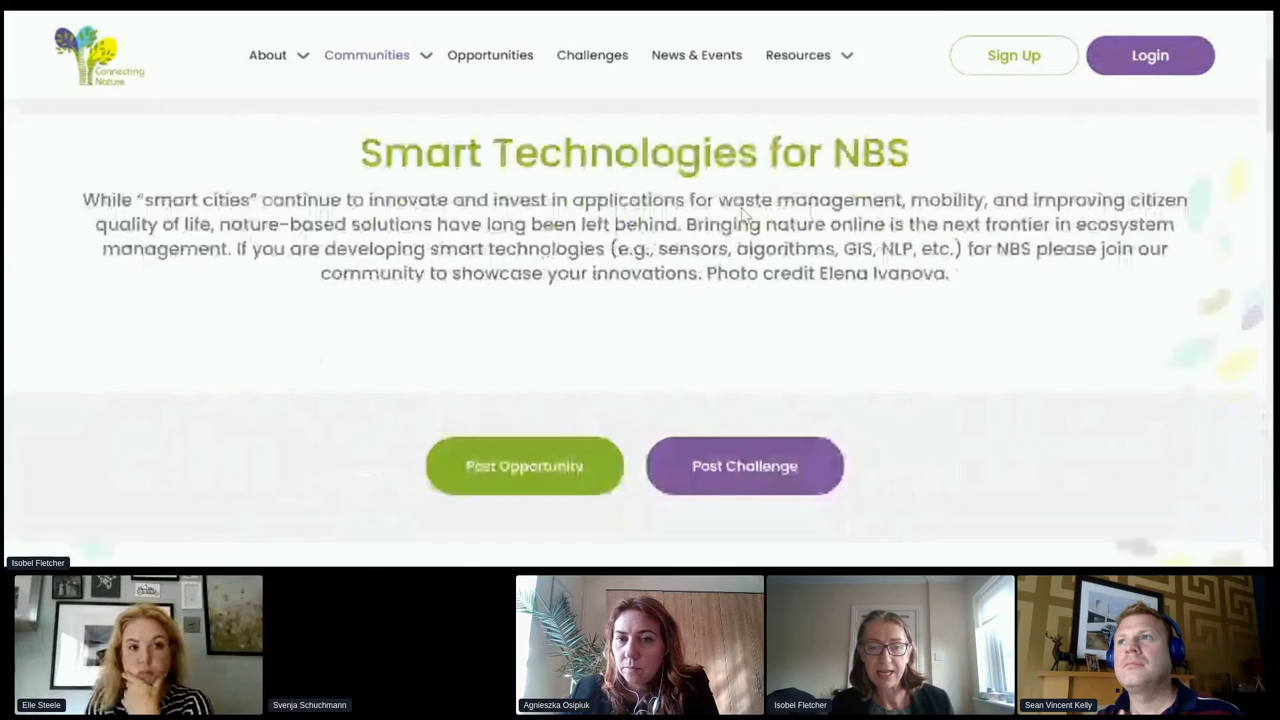 Connecting
Nature
About
Communities
Opportunities
Challenges
News & Events
Resources
Sign Up
Login
Smart Technologies for NBS
While “smart cities” continue to innovate and invest in applications for waste management, mobility, and improving citizen
quality of life, nature-based solutions have long been left behind. Bringing nature online is the next frontier in ecosystem
management. If you are developing smart technologies (e.g., sensors, algorithms, GIS, NLP, etc.) for NBS please join our
community to showcase your innovations. Photo credit Elena Ivanova.
Post Opportunity
Post Challenge
Isobel Fletcher
Elle Steele
Svenja Schuchmann
Agnieszka Osipiuk
Isobel Fletcher
Sean Vincent Kelly